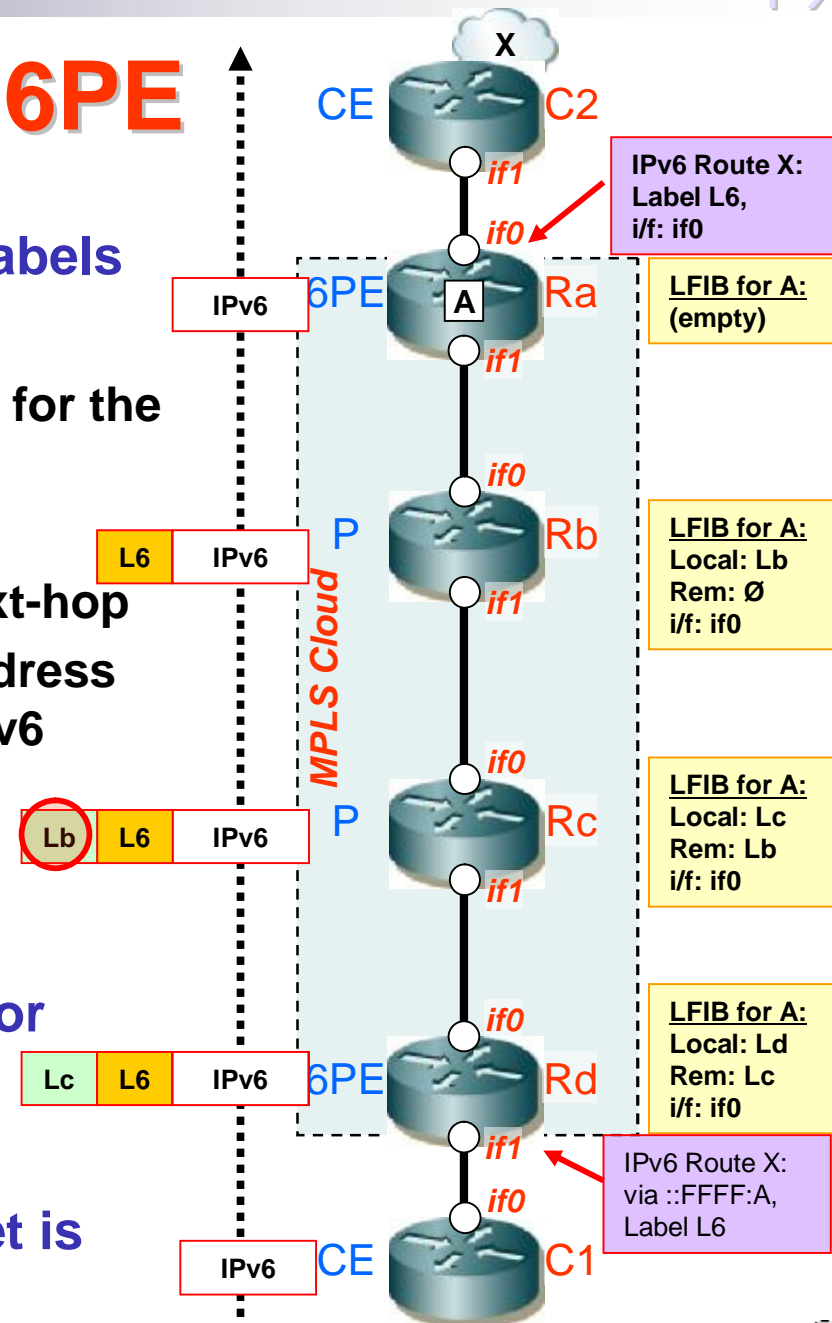 6PE
X
CE
C2
if1
IPv6 Route X:
Label L6,
i/f: if0
if0
abels
IPv6
6PE
A
Ra
LFIB for A:
(empty)
if1
for the
if0
L6
IPv6
P
Rb
LFIB for A:
Local: Lb
Rem: Ø
i/f: if0
xt-hop
if1
dress
v6
MPLS Cloud
if0
Lb
L6
IPv6
P
Rc
LFIB for A:
Local: Lc
Rem: Lb
i/f: if0
if1
or
if0
Lc
L6
IPv6
6PE
Rd
LFIB for A:
Local: Ld
Rem: Lc
i/f: if0
if1
IPv6 Route X:
via ::FFFF:A,
Label L6
if0
et is
IPv6
CE
C1